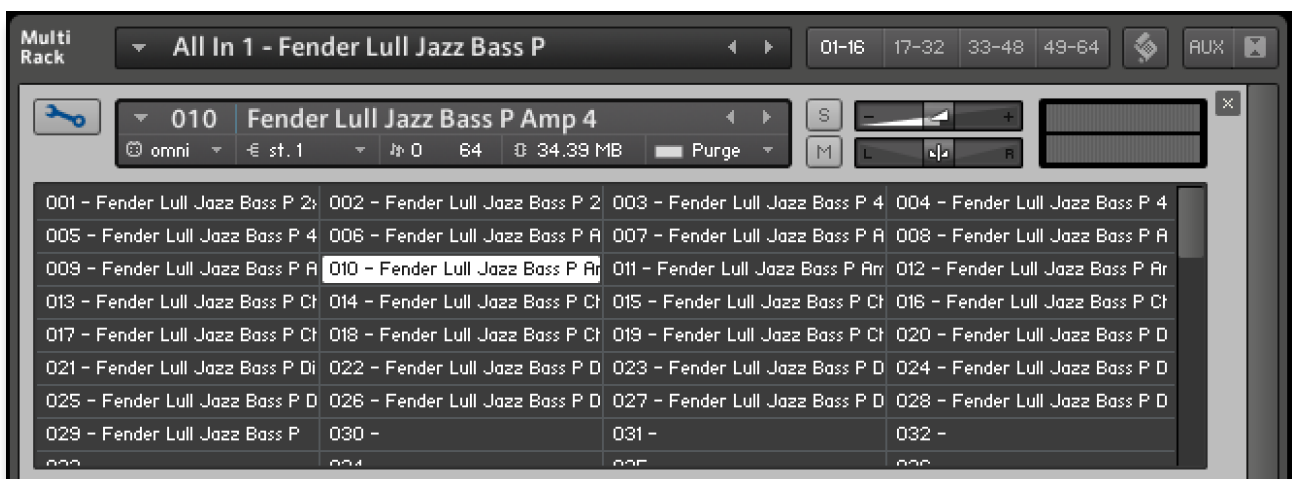 Multi
Rack
All In 1 - Fender Lull Jazz Bass P
01-16 17-32 33-48 49-64 AUX
010 Fender Lull Jazz Bass P Amp 4
S
- +
omni st. 1 0 64 34.39 MB Purge
M
L R
001 - Fender Lull Jazz Bass P 2x 002 - Fender Lull Jazz Bass P 2 003 - Fender Lull Jazz Bass P 4 004 - Fender Lull Jazz Bass P 4
005 - Fender Lull Jazz Bass P 4 006 - Fender Lull Jazz Bass P A 007 - Fender Lull Jazz Bass P A 008 - Fender Lull Jazz Bass P A
009 - Fender Lull Jazz Bass P A 010 - Fender Lull Jazz Bass P Am 011 - Fender Lull Jazz Bass P Am 012 - Fender Lull Jazz Bass P Am
013 - Fender Lull Jazz Bass P Ch 014 - Fender Lull Jazz Bass P Ch 015 - Fender Lull Jazz Bass P Ch 016 - Fender Lull Jazz Bass P Ch
017 - Fender Lull Jazz Bass P Ch 018 - Fender Lull Jazz Bass P Ch 019 - Fender Lull Jazz Bass P Ch 020 - Fender Lull Jazz Bass P D
021 - Fender Lull Jazz Bass P Di 022 - Fender Lull Jazz Bass P D 023 - Fender Lull Jazz Bass P D 024 - Fender Lull Jazz Bass P D
025 - Fender Lull Jazz Bass P D 026 - Fender Lull Jazz Bass P D 027 - Fender Lull Jazz Bass P D 028 - Fender Lull Jazz Bass P D
029 - Fender Lull Jazz Bass P 030 - 031 - 032 -